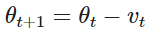 θ_{t+1} = θ_t − v_t